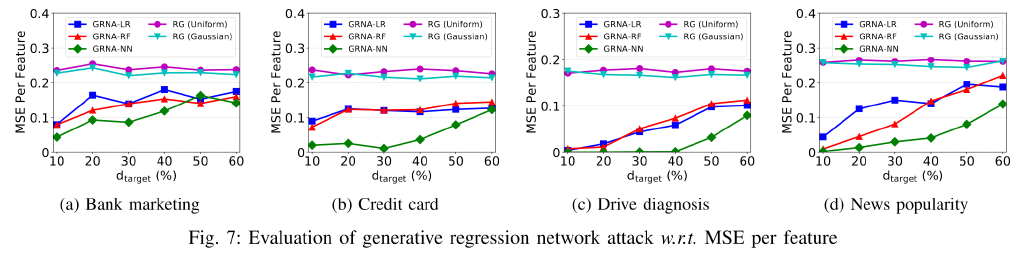 0.4
0.3
0.2
0.1
0
MSE Per Feature
GRNA-LR
GRNA-RF
GRNA-NN
RG (Uniform)
RG (Gaussian)
10 20 30 40 50 60
d_target (%)
(a) Bank marketing
0.4
0.3
0.2
0.1
0
MSE Per Feature
GRNA-LR
GRNA-RF
GRNA-NN
RG (Uniform)
RG (Gaussian)
10 20 30 40 50 60
d_target (%)
(b) Credit card
0.3
0.2
0.1
0
MSE Per Feature
GRNA-LR
GRNA-RF
GRNA-NN
RG (Uniform)
RG (Gaussian)
10 20 30 40 50 60
d_target (%)
(c) Drive diagnosis
0.4
0.3
0.2
0.1
0
MSE Per Feature
GRNA-LR
GRNA-RF
GRNA-NN
RG (Uniform)
RG (Gaussian)
10 20 30 40 50 60
d_target (%)
(d) News popularity
Fig. 7: Evaluation of generative regression network attack w.r.t. MSE per feature